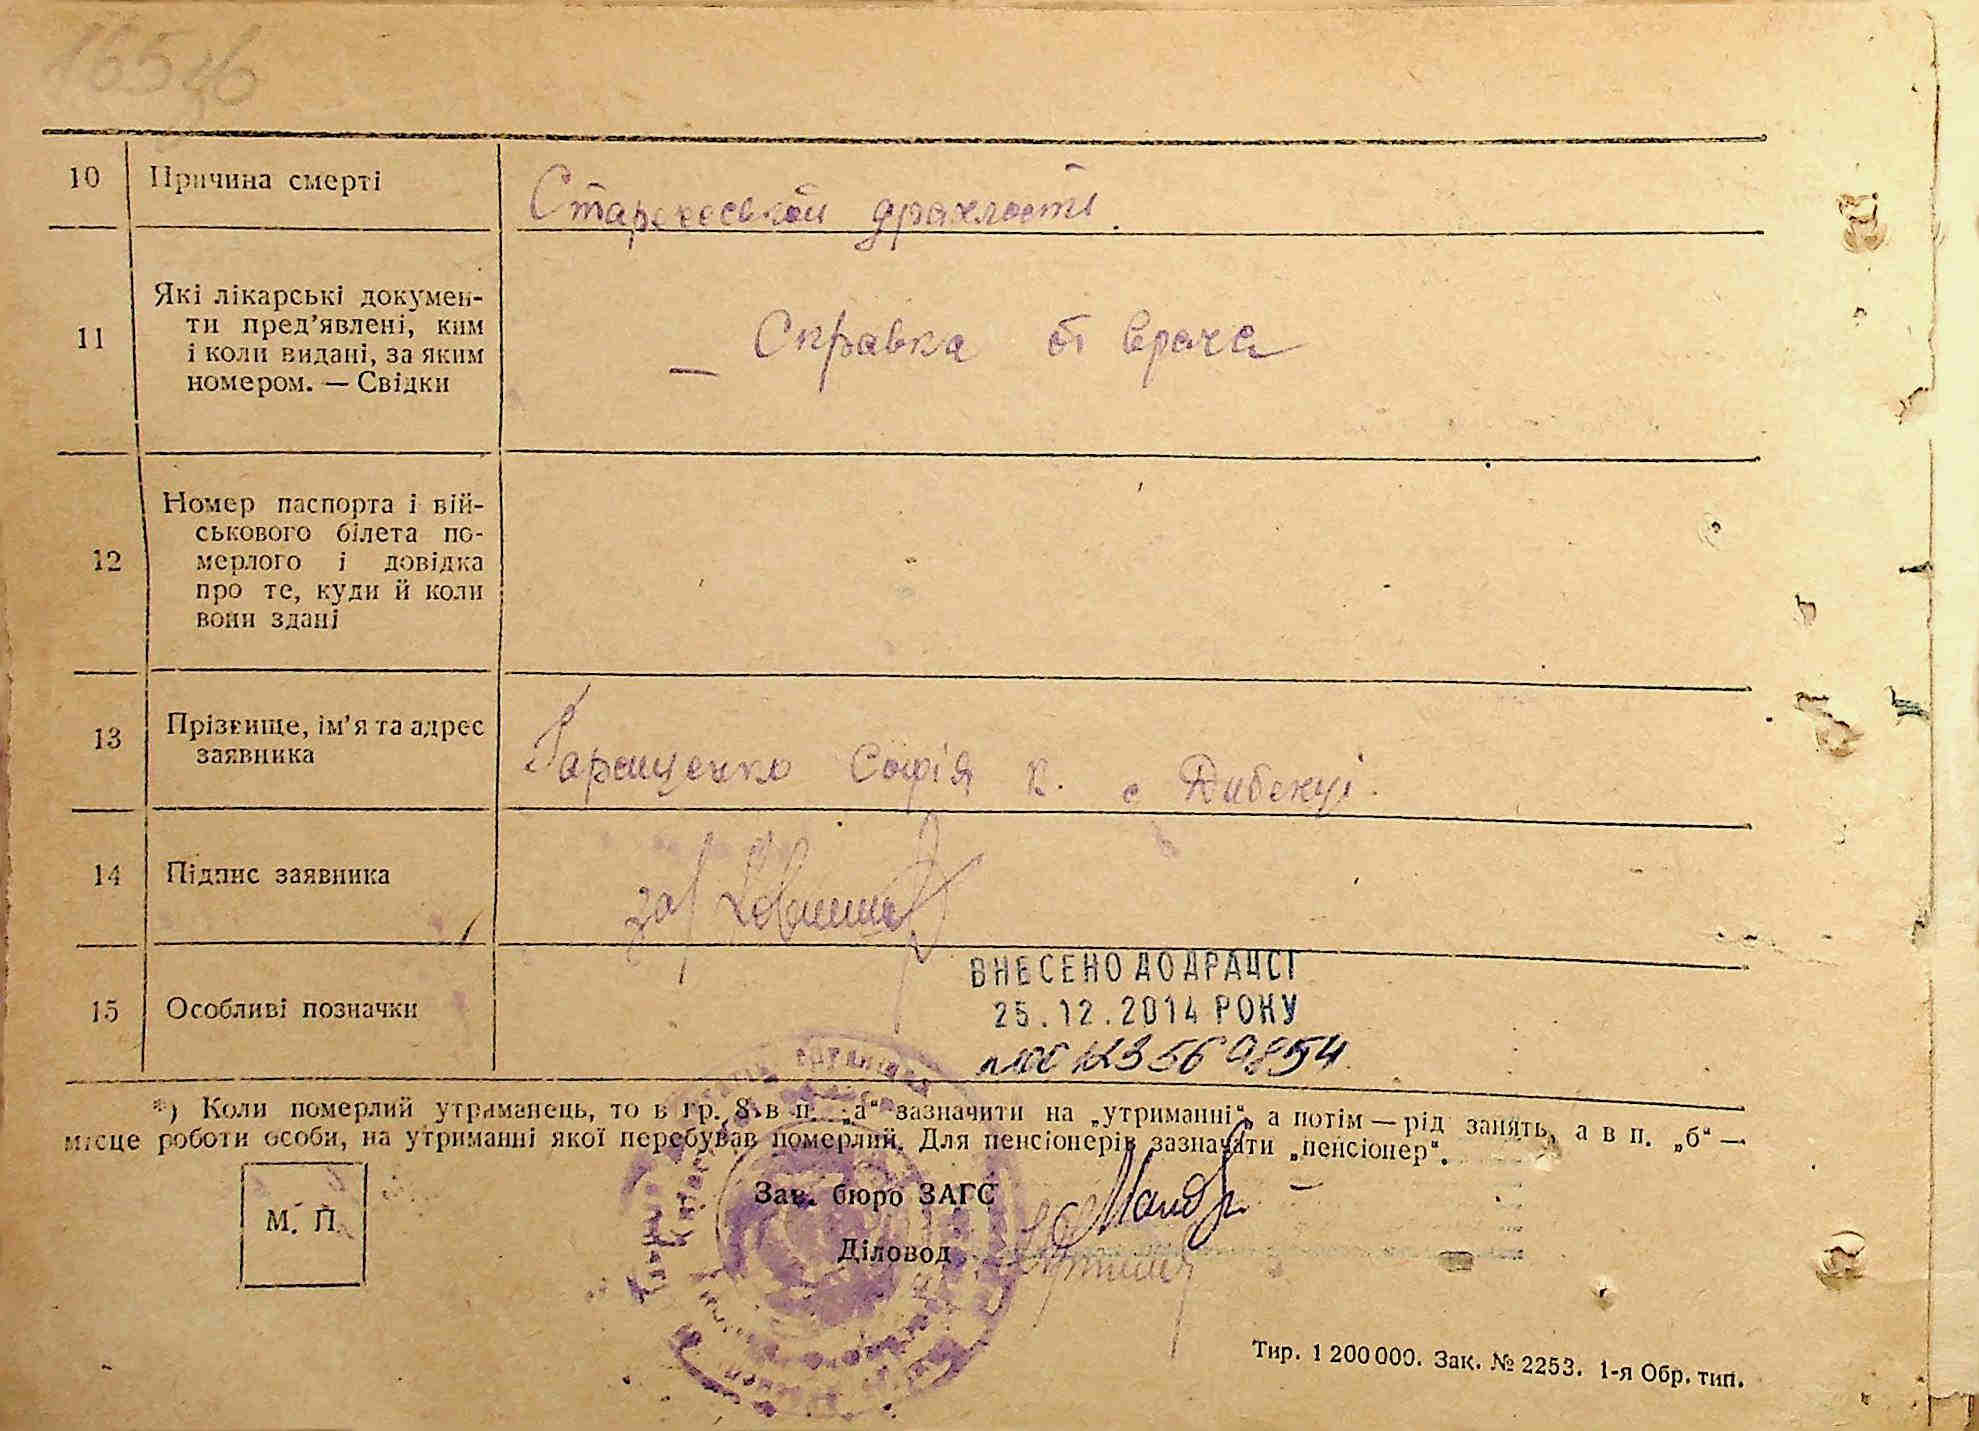 10 Причина смерті
Старческой дряхлости.
11 Які лікарські докумен-
ти пред'явлені, ким
і коли видані, за яким
номером. — Свідки
— Справка от врача
12 Номер паспорта і вій-
ськового білета по-
мерлого і довідка
про те, куди й коли
вони здані
13 Прізвище, ім'я та адрес
заявника
Гаращенко Софія К. с Дибенці.
14 Підпис заявника
за
15 Особливі позначки
ВНЕСЕНО ДО ДРАЦСГ
25.12.2014 РОКУ
*) Коли померлий утриманець, то в гр. 8 в п. „а“ зазначити на „утриманні“, а потім — рід занять, а в п. „б“ —
місце роботи особи, на утриманні якої перебував померлий. Для пенсіонерів зазначати „пенсіонер“.
М. П.
Зав. бюро ЗАГС
Діловод
Тир. 1 200 000. Зак. № 2253. 1-я Обр. тип.